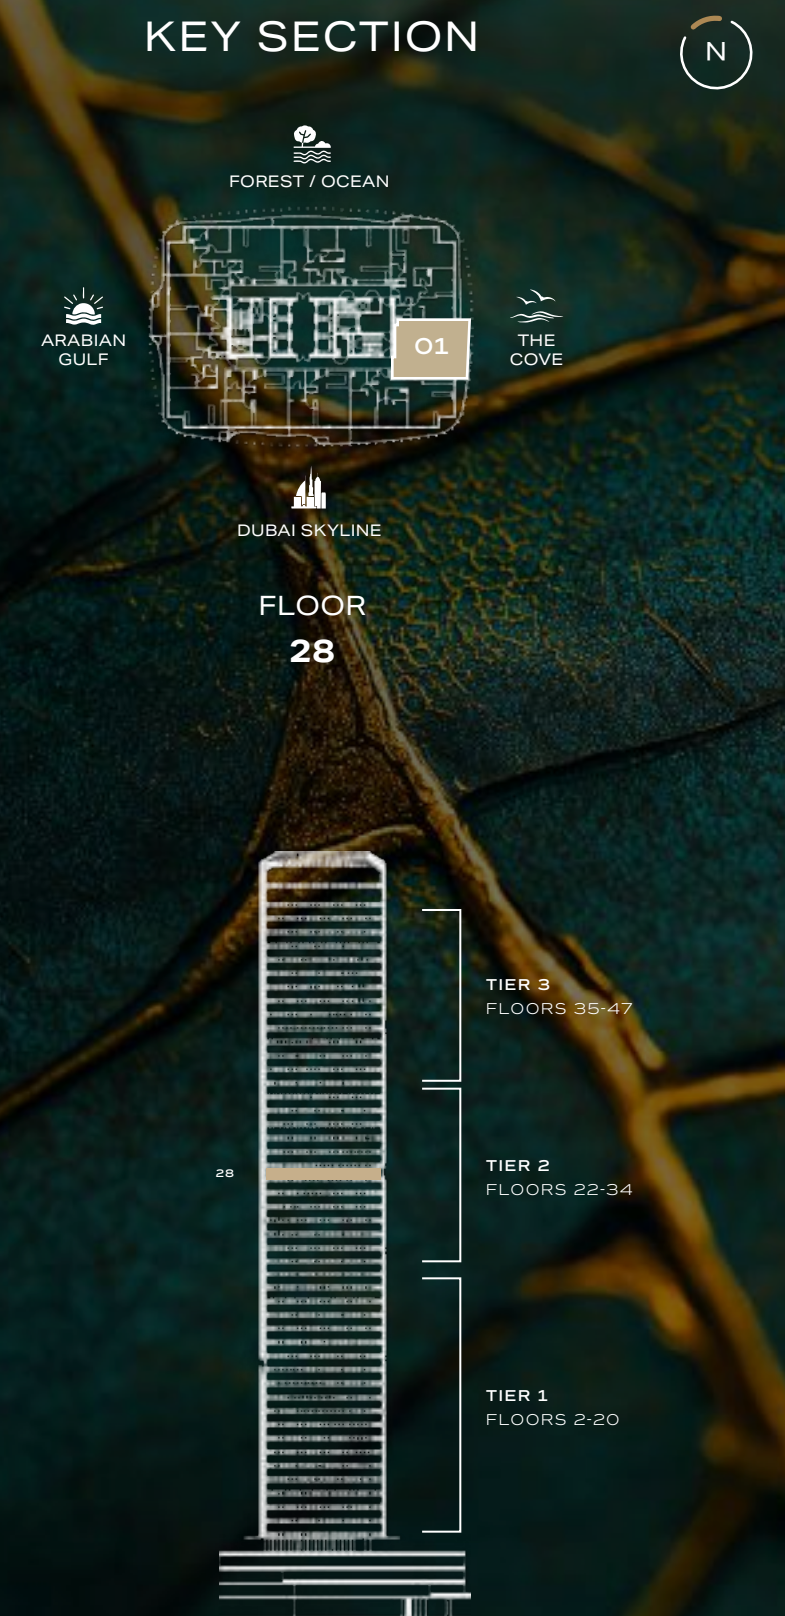 KEY SECTION
N
FOREST / OCEAN
ARABIAN
GULF
01
THE
COVE
DUBAI SKYLINE
FLOOR
28
TIER 3
FLOORS 35-47
TIER 2
FLOORS 22-34
28
TIER 1
FLOORS 2-20